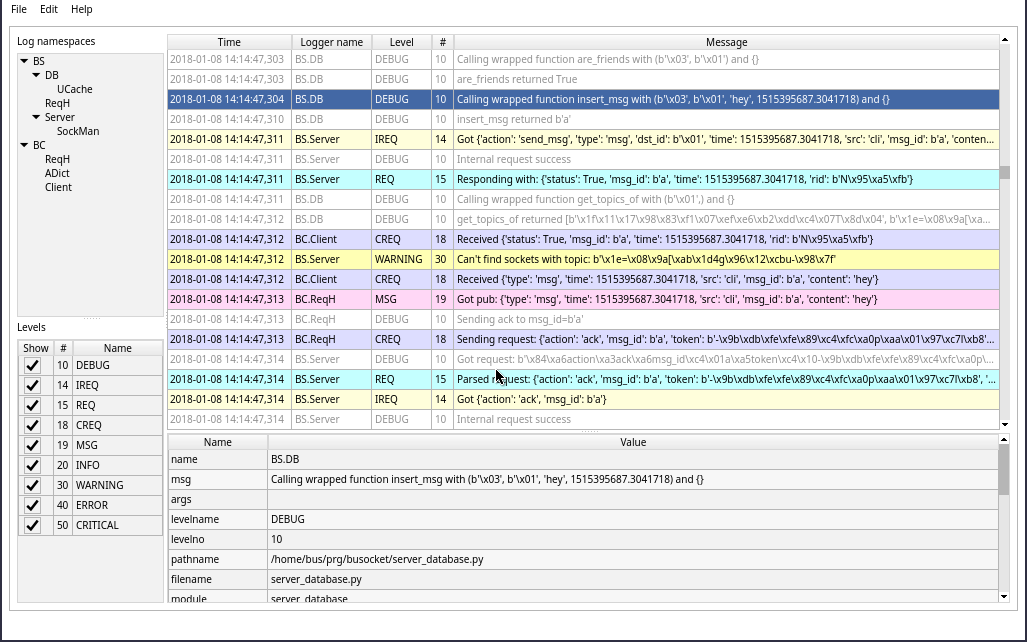 File Edit Help
Log namespaces
BS
DB
UCache
ReqH
Server
SockMan
BC
ReqH
ADict
Client
Levels
Show # Name
10 DEBUG
14 IREQ
15 REQ
18 CREQ
19 MSG
20 INFO
30 WARNING
40 ERROR
50 CRITICAL
Time Logger name Level # Message
2018-01-08 14:14:47,303 BS.DB DEBUG 10 Calling wrapped function are_friends with (b'\x03', b'\x01') and {}
2018-01-08 14:14:47,303 BS.DB DEBUG 10 are_friends returned True
2018-01-08 14:14:47,304 BS.DB DEBUG 10 Calling wrapped function insert_msg with (b'\x03', b'\x01', 'hey', 1515395687.3041718) and {}
2018-01-08 14:14:47,310 BS.DB DEBUG 10 insert_msg returned b'a'
2018-01-08 14:14:47,311 BS.Server IREQ 14 Got {'action': 'send_msg', 'type': 'msg', 'dst_id': b'\x01', 'time': 1515395687.3041718, 'src': 'cli', 'msg_id': b'a', 'conten...
2018-01-08 14:14:47,311 BS.Server DEBUG 10 Internal request success
2018-01-08 14:14:47,311 BS.Server REQ 15 Responding with: {'status': True, 'msg_id': b'a', 'time': 1515395687.3041718, 'rid': b'N\x95\xa5\xfb'}
2018-01-08 14:14:47,311 BS.DB DEBUG 10 Calling wrapped function get_topics_of with (b'\x01',) and {}
2018-01-08 14:14:47,312 BS.DB DEBUG 10 get_topics_of returned [b'\x1f\x11\x17\x98\x83\xf1\x07\xef\xe6\xb2\xdd\xc4\x07T\x8d\x04', b'\x1e=\x08\x9a[\xa...
2018-01-08 14:14:47,312 BC.Client CREQ 18 Received {'status': True, 'msg_id': b'a', 'time': 1515395687.3041718, 'rid': b'N\x95\xa5\xfb'}
2018-01-08 14:14:47,312 BS.Server WARNING 30 Can't find sockets with topic: b'\x1e=\x08\x9a[\xab\x1d4g\x96\x12\xcbu-\x98\x7f'
2018-01-08 14:14:47,312 BC.Client CREQ 18 Received {'type': 'msg', 'time': 1515395687.3041718, 'src': 'cli', 'msg_id': b'a', 'content': 'hey'}
2018-01-08 14:14:47,313 BC.ReqH MSG 19 Got pub: {'type': 'msg', 'time': 1515395687.3041718, 'src': 'cli', 'msg_id': b'a', 'content': 'hey'}
2018-01-08 14:14:47,313 BC.ReqH DEBUG 10 Sending ack to msg_id=b'a'
2018-01-08 14:14:47,313 BC.ReqH CREQ 18 Sending request: {'action': 'ack', 'msg_id': b'a', 'token': b'-\x9b\xdb\xfe\xfe\x89\xc4\xfc\xa0p\xaa\x01\x97\xc7l\xb8'...
2018-01-08 14:14:47,314 BS.Server DEBUG 10 Got request: b'\x84\xa6action\xa3ack\xa6msg_id\xc4\x01a\xa5token\xc4\x10-\x9b\xdb\xfe\xfe\x89\xc4\xfc\xa0p\...
2018-01-08 14:14:47,314 BS.Server REQ 15 Parsed request: {'action': 'ack', 'msg_id': b'a', 'token': b'-\x9b\xdb\xfe\xfe\x89\xc4\xfc\xa0p\xaa\x01\x97\xc7l\xb8', '...
2018-01-08 14:14:47,314 BS.Server IREQ 14 Got {'action': 'ack', 'msg_id': b'a'}
2018-01-08 14:14:47,314 BS.Server DEBUG 10 Internal request success
Name Value
name BS.DB
msg Calling wrapped function insert_msg with (b'\x03', b'\x01', 'hey', 1515395687.3041718) and {}
args
levelname DEBUG
levelno 10
pathname /home/bus/prg/busocket/server_database.py
filename server_database.py
module server_database